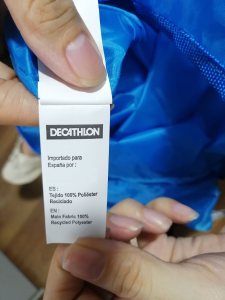 DECATHLON
Importado para
España por :
ES :
Tejido 100% Poliéster
Reciclado
EN :
Main Fabric 100%
Recycled Polyester